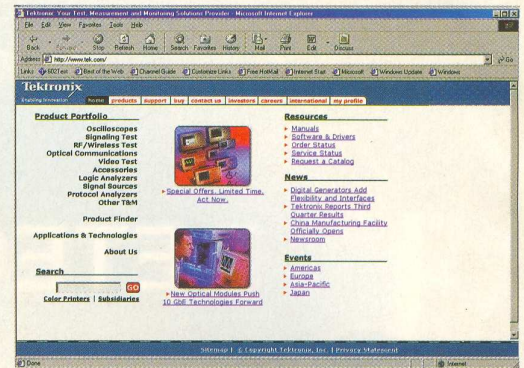 Tektronix: Your Test, Measurement and Monitoring Solutions Provider - Microsoft Internet Explorer
File Edit View Favorites Tools Help
Back Forward Stop Refresh Home Search Favorites History Mail Print Edit Discuss
Address http://www.tek.com/ Go
Links 602Text Best of the Web Channel Guide Customize Links Free HotMail Internet Start Microsoft Windows Update Windows
Tektronix
Enabling Innovation
home products support buy contact us investors careers international my profile
Product Portfolio
Oscilloscopes
Signaling Test
RF/Wireless Test
Optical Communications
Video Test
Accessories
Logic Analyzers
Signal Sources
Protocol Analyzers
Other T&M
Product Finder
Applications & Technologies
About Us
Search
GO
Color Printers | Subsidiaries
Special Offers. Limited Time.
Act Now.
New Optical Modules Push
10 GbE Technologies Forward
Resources
Manuals
Software & Drivers
Order Status
Service Status
Request a Catalog
News
Digital Generators Add
Flexibility and Interfaces
Tektronix Reports Third
Quarter Results
China Manufacturing Facility
Officially Opens
Newsroom
Events
Americas
Europe
Asia-Pacific
Japan
Sitemap | © Copyright Tektronix, Inc. | Privacy Statement
Done Internet